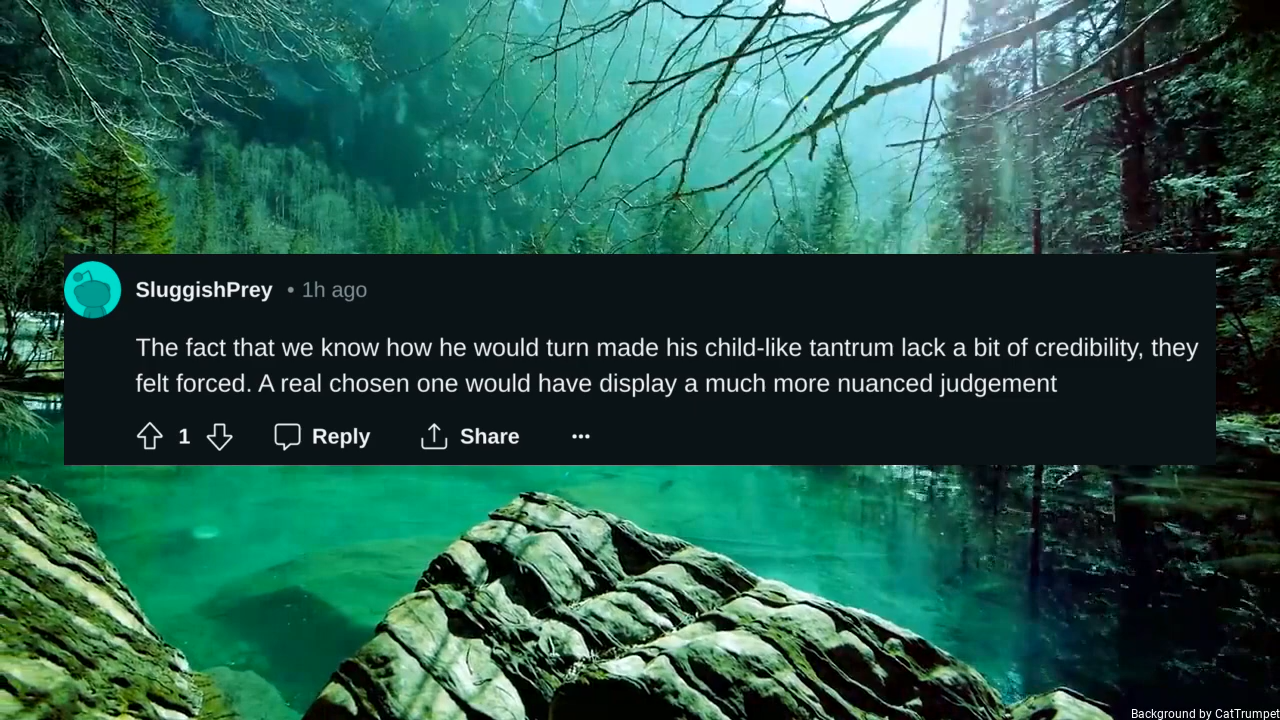 SluggishPrey • 1h ago
The fact that we know how he would turn made his child-like tantrum lack a bit of credibility, they
felt forced. A real chosen one would have display a much more nuanced judgement
1 Reply Share •••
Background by CatTrumpet